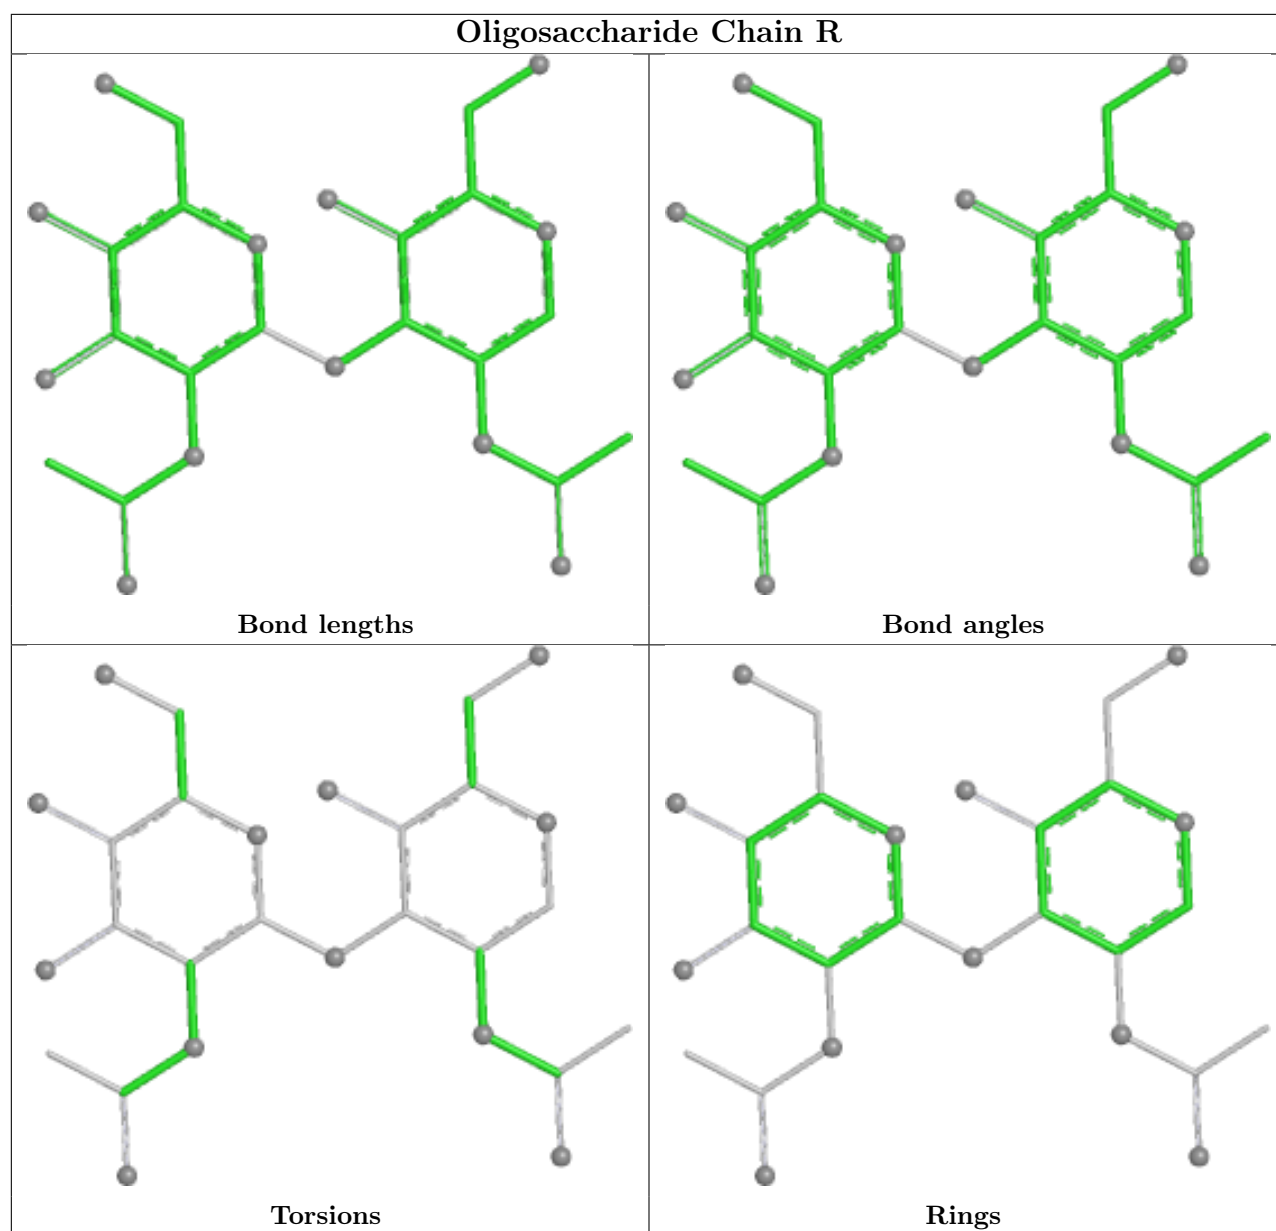 Oligosaccharide Chain R
Bond lengths
Bond angles
Torsions
Rings